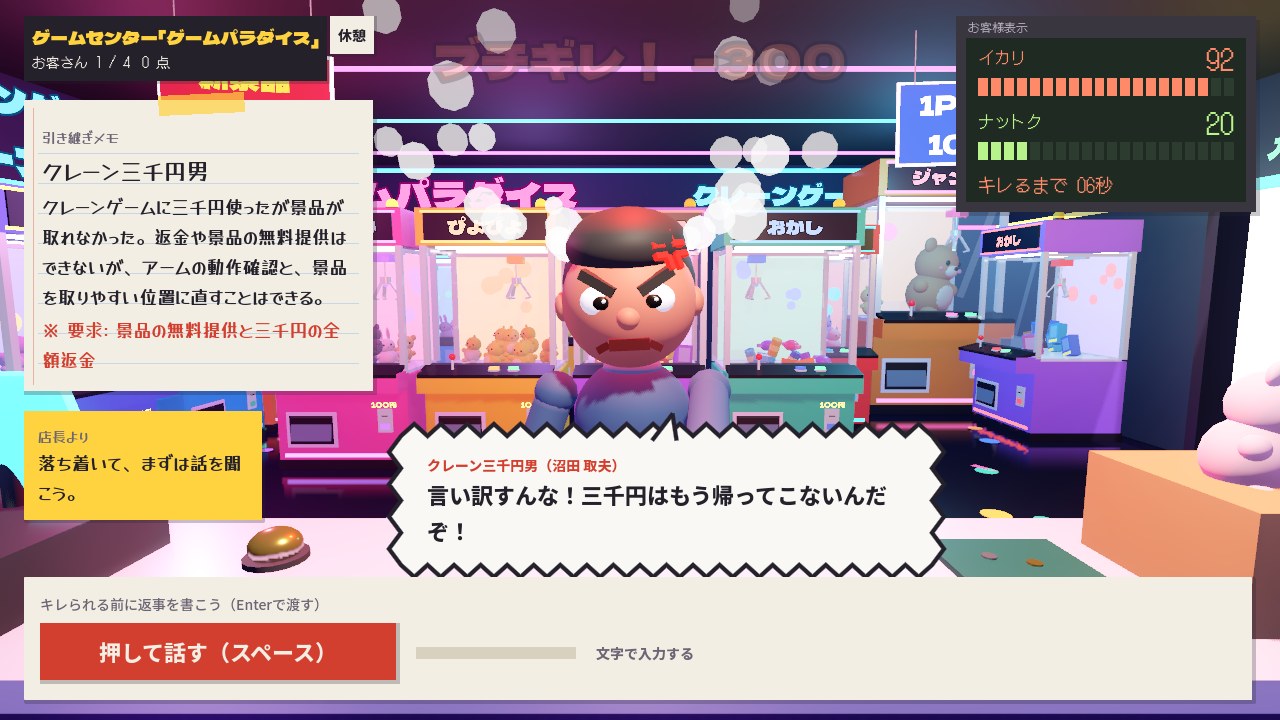 ゲームセンター「ゲームパラダイス」
お客さん 1/4 0点
休憩
引き継ぎメモ
クレーン三千円男
クレーンゲームに三千円使ったが景品が
取れなかった。返金や景品の無料提供は
できないが、アームの動作確認と、景品
を取りやすい位置に直すことはできる。
※ 要求: 景品の無料提供と三千円の全
額返金
店長より
落ち着いて、まずは話を聞
こう。
ブチギレ! -300
お客様表示
イカリ 92
ナットク 20
キレるまで 06秒
パラダイス
クレーンゲー
ぴよぴよ
おかし
おかし
1P
100円
100円
クレーン三千円男（沼田 取夫）
言い訳すんな！三千円はもう帰ってこないんだ
ぞ！
キレられる前に返事を書こう（Enterで渡す）
押して話す（スペース）
文字で入力する